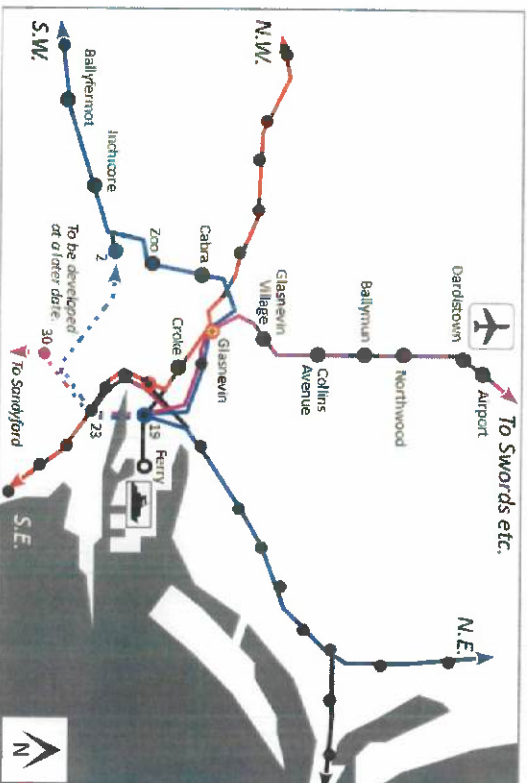 To Swords etc.
Airport
Dardistown
Northwood
Ballymun
Collins
Avenue
Glasnevin
Village
N.E.
N.W.
Cabra
Glasnevin
Croke
Zoo
Ferry
19
Inchicore
2
23
Ballyfermot
To be developed
at a later date.
30
S.W.
To Sandyford
S.E.
N